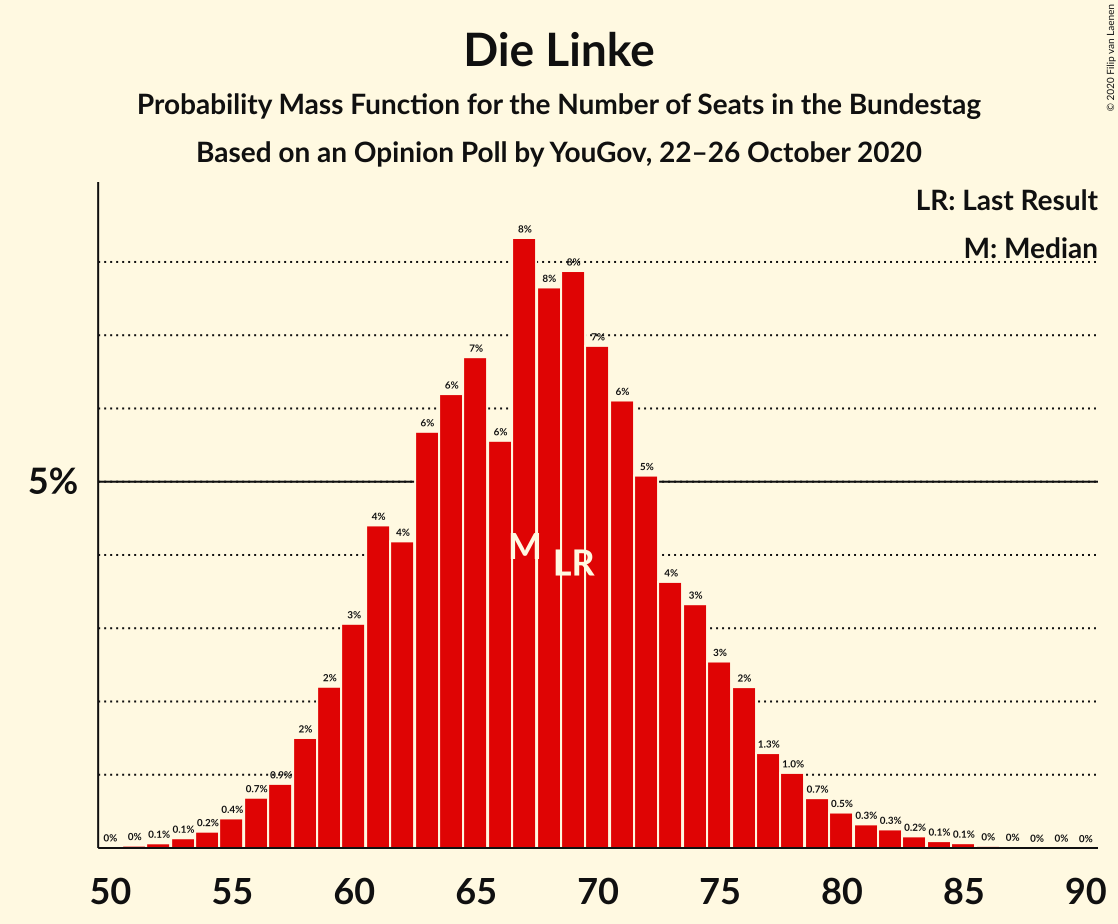 Die Linke
Probability Mass Function for the Number of Seats in the Bundestag
Based on an Opinion Poll by YouGov, 22–26 October 2020
© 2020 Filip van Laenen
LR: Last Result
M: Median
5%
0% 0% 0.1% 0.1% 0.2% 0.4% 0.7% 0.9% 2% 2% 3% 4% 4% 6% 6% 7% 6% 8% 8% 8% 7% 6% 5% 4% 3% 3% 2% 1.3% 1.0% 0.7% 0.5% 0.3% 0.3% 0.2% 0.1% 0.1% 0% 0% 0% 0% 0%
M LR
50 55 60 65 70 75 80 85 90